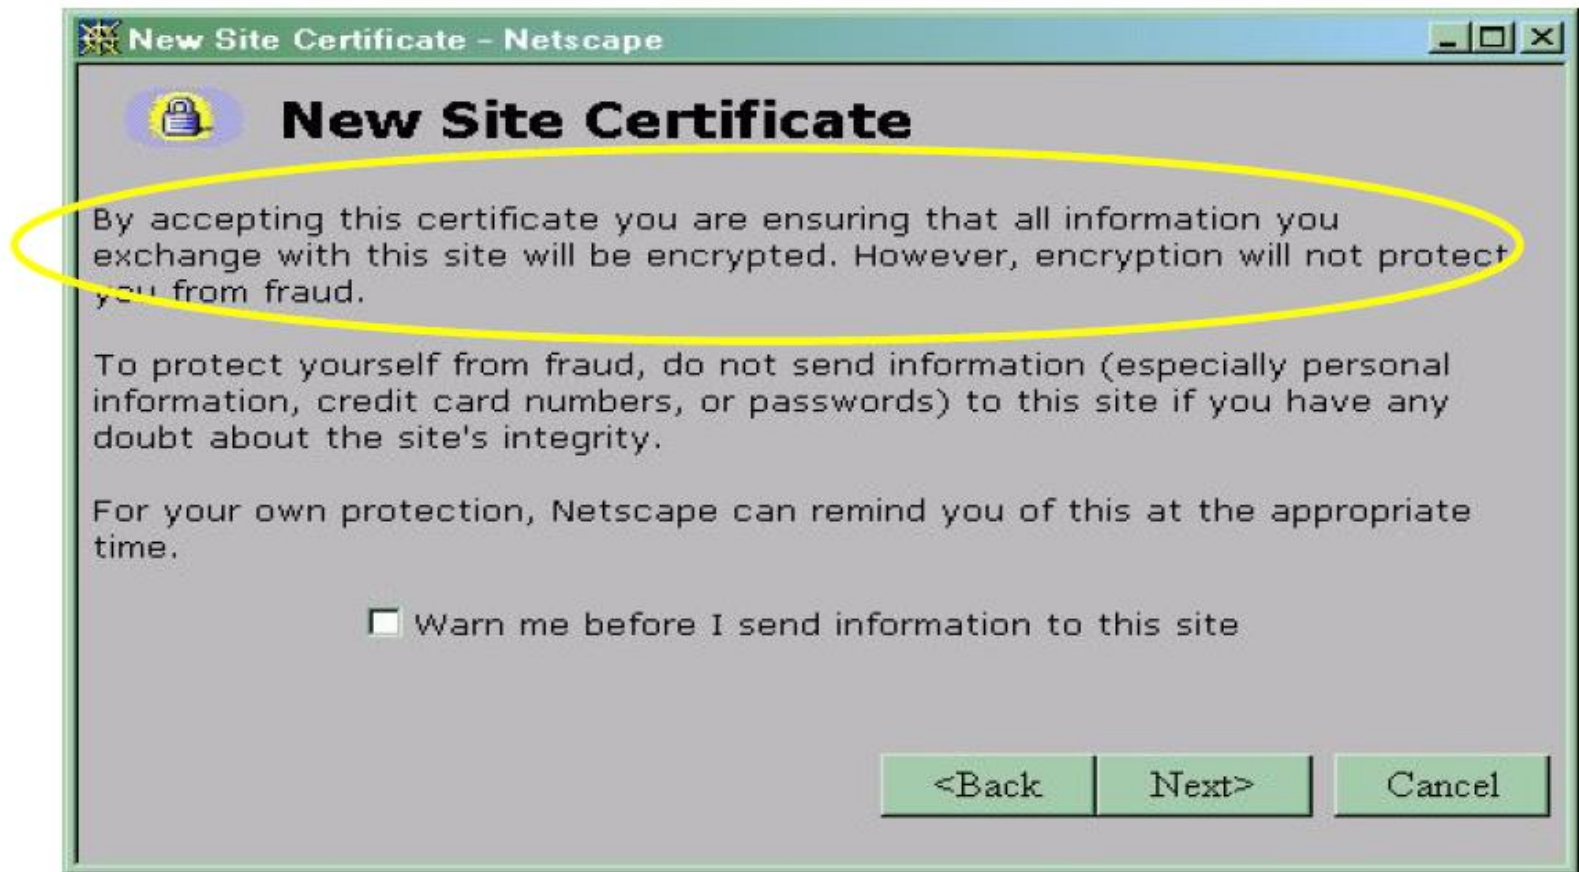 New Site Certificate - Netscape
New Site Certificate
By accepting this certificate you are ensuring that all information you
exchange with this site will be encrypted. However, encryption will not protect
you from fraud.
To protect yourself from fraud, do not send information (especially personal
information, credit card numbers, or passwords) to this site if you have any
doubt about the site's integrity.
For your own protection, Netscape can remind you of this at the appropriate
time.
Warn me before I send information to this site
<Back Next> Cancel